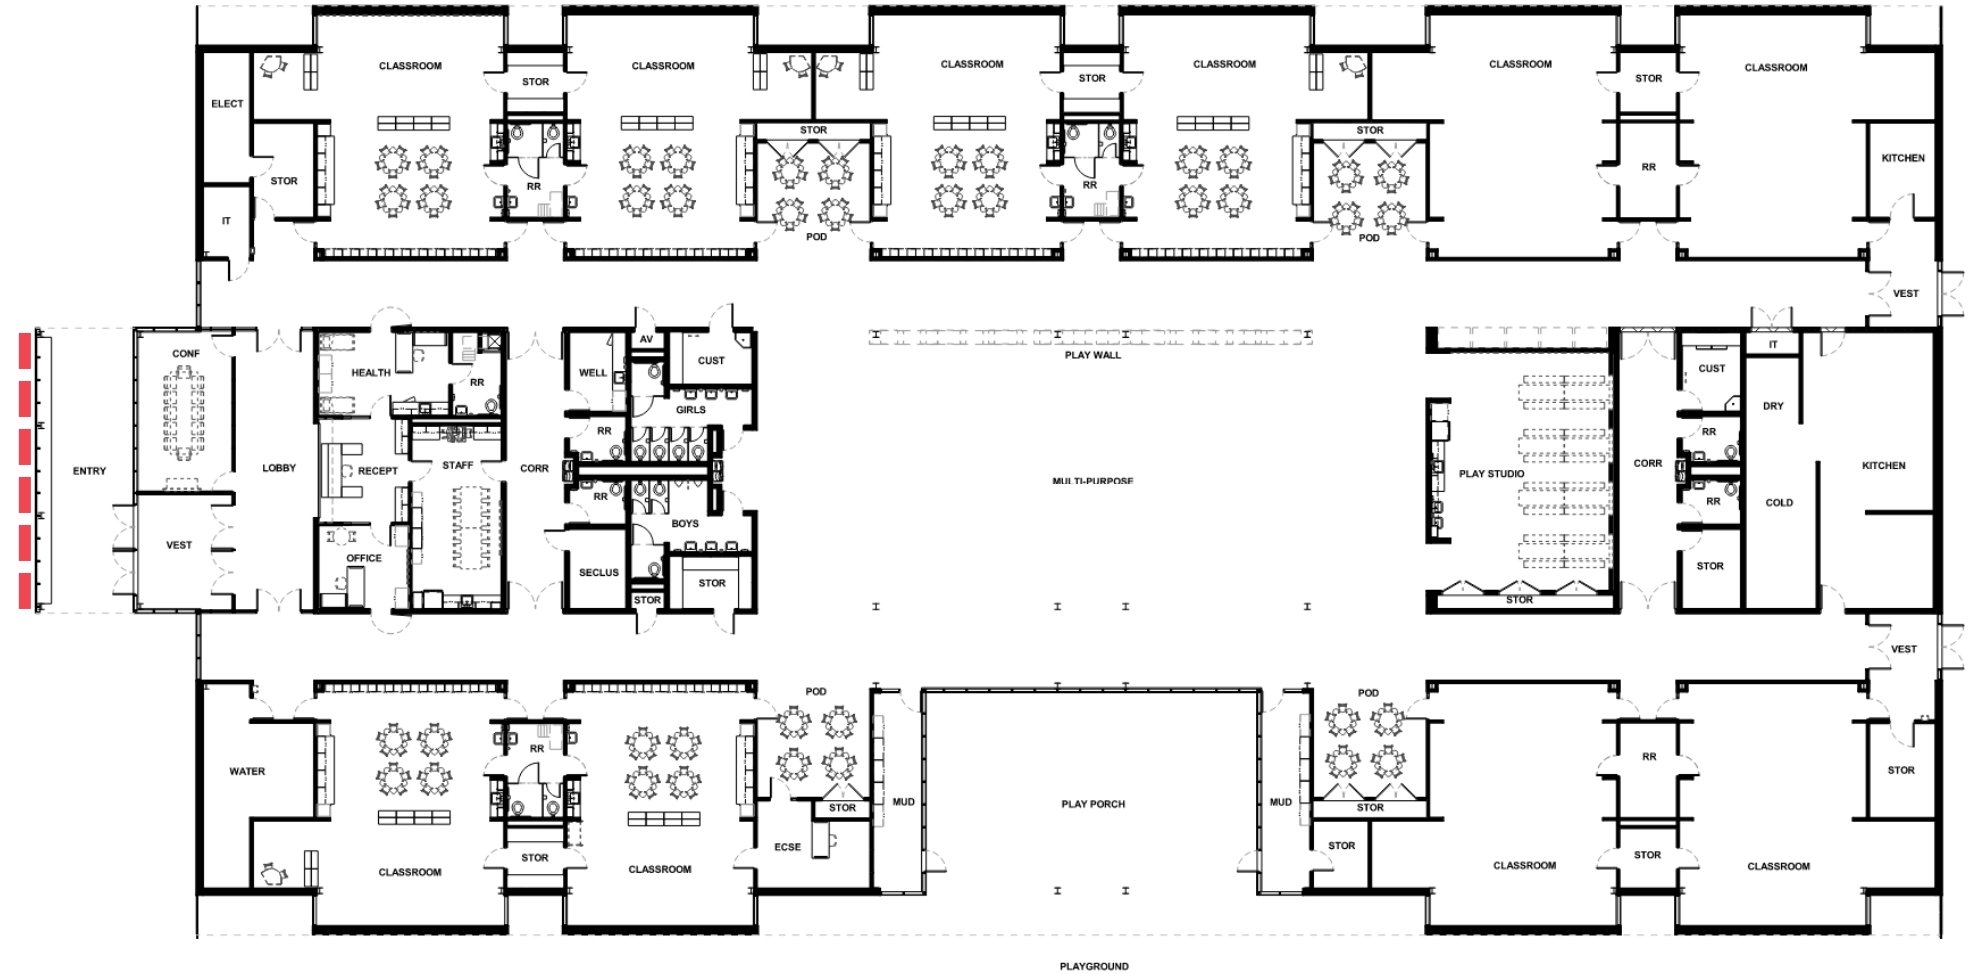 CLASSROOM
CLASSROOM
CLASSROOM
CLASSROOM
CLASSROOM
CLASSROOM
STOR
STOR
STOR
ELECT
STOR
STOR
KITCHEN
STOR
RR
RR
RR
IT
POD
POD
VEST
CONF
HEALTH
RR
WELL
AV
CUST
PLAY WALL
IT
CUST
GIRLS
DRY
RR
RR
ENTRY
LOBBY
RECEPT
STAFF
CORR
MULTI-PURPOSE
PLAY STUDIO
CORR
KITCHEN
RR
RR
COLD
BOYS
VEST
OFFICE
SECLUS
STOR
STOR
STOR
STOR
VEST
POD
POD
RR
RR
WATER
STOR
MUD
PLAY PORCH
MUD
STOR
STOR
ECSE
STOR
STOR
STOR
CLASSROOM
CLASSROOM
CLASSROOM
CLASSROOM
PLAYGROUND